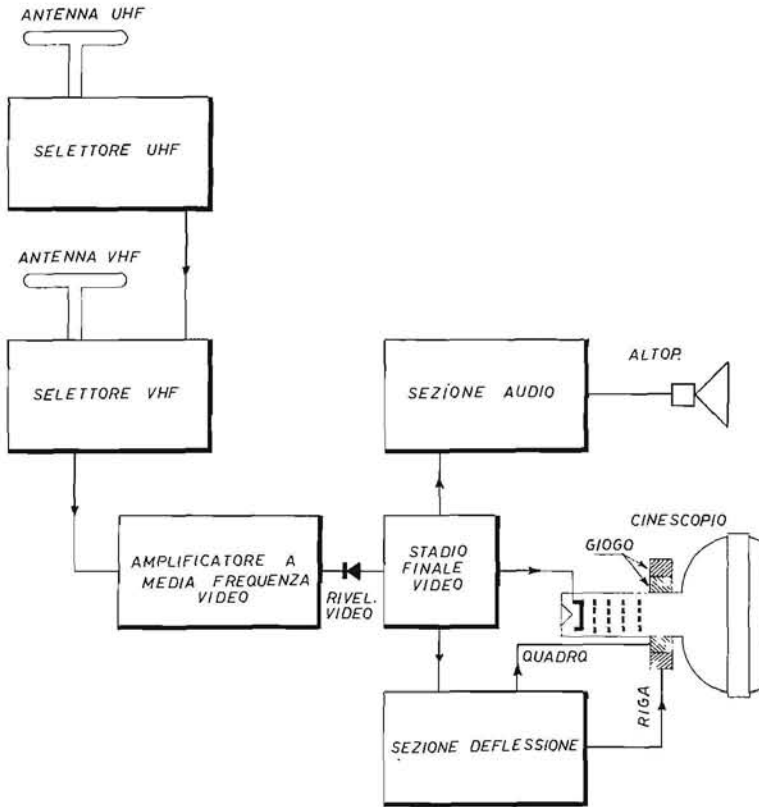 ANTENNA UHF
SELETTORE UHF
ANTENNA VHF
SELETTORE VHF
SEZIONE AUDIO
ALTOP.
AMPLIFICATORE A
MEDIA FREQUENZA
VIDEO
RIVEL.
VIDEO
STADIO
FINALE
VIDEO
CINESCOPIO
GIOGO
QUADRO
RIGA
SEZIONE DEFLESSIONE